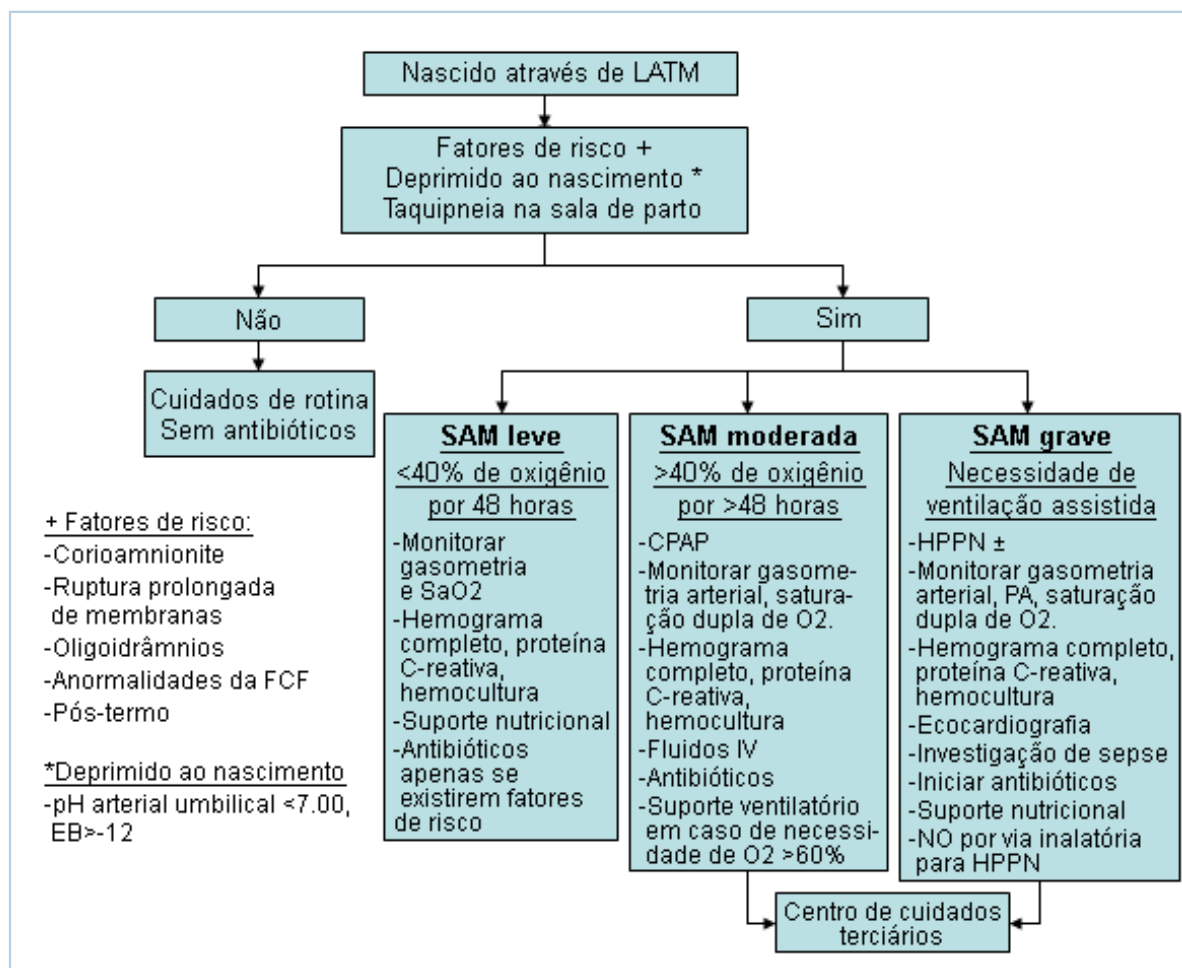 Nascido através de LATM
Fatores de risco +
Deprimido ao nascimento *
Taquipneia na sala de parto
Não
Sim
Cuidados de rotina
Sem antibióticos
SAM leve
<40% de oxigênio
por 48 horas
-Monitorar
gasometria
e SaO2
-Hemograma
completo, proteína
C-reativa,
hemocultura
-Suporte nutricional
-Antibióticos
apenas se
existirem fatores
de risco
SAM moderada
>40% de oxigênio
por >48 horas
-CPAP
-Monitorar gasome-
tria arterial, satura-
ção dupla de O2.
-Hemograma
completo, proteína
C-reativa,
hemocultura
-Fluidos IV
-Antibióticos
-Suporte ventilatório
em caso de necessi-
dade de O2 >60%
SAM grave
Necessidade de
ventilação assistida
-HPPN ±
-Monitorar gasometria
arterial, PA, saturação
dupla de O2.
-Hemograma completo,
proteína C-reativa,
hemocultura
-Ecocardiografia
-Investigação de sepse
-Iniciar antibióticos
-Suporte nutricional
-NO por via inalatória
para HPPN
+ Fatores de risco:
-Corioamnionite
-Ruptura prolongada
de membranas
-Oligoidrâmnios
-Anormalidades da FCF
-Pós-termo
*Deprimido ao nascimento
-pH arterial umbilical <7.00,
EB>-12
Centro de cuidados
terciários